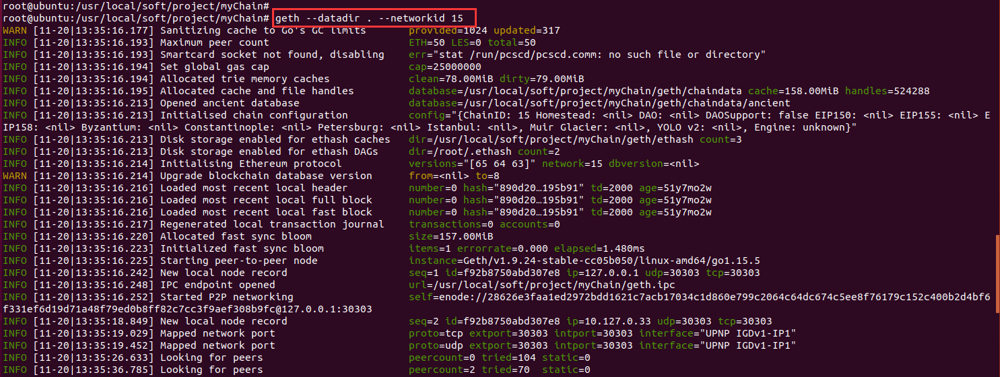 root@ubuntu:/usr/local/soft/project/myChain#
root@ubuntu:/usr/local/soft/project/myChain# geth --datadir . --networkid 15
WARN [11-20|13:35:16.177] Sanitizing cache to Go's GC limits provided=1024 updated=317
INFO [11-20|13:35:16.193] Maximum peer count ETH=50 LES=0 total=50
INFO [11-20|13:35:16.193] Smartcard socket not found, disabling err="stat /run/pcscd/pcscd.comm: no such file or directory"
INFO [11-20|13:35:16.194] Set global gas cap cap=25000000
INFO [11-20|13:35:16.194] Allocated trie memory caches clean=78.00MiB dirty=79.00MiB
INFO [11-20|13:35:16.195] Allocated cache and file handles database=/usr/local/soft/project/myChain/geth/chaindata cache=158.00MiB handles=524288
INFO [11-20|13:35:16.213] Opened ancient database database=/usr/local/soft/project/myChain/geth/chaindata/ancient
INFO [11-20|13:35:16.213] Initialised chain configuration config="{ChainID: 15 Homestead: <nil> DAO: <nil> DAOSupport: false EIP150: <nil> EIP155: <nil> E
IP158: <nil> Byzantium: <nil> Constantinople: <nil> Petersburg: <nil> Istanbul: <nil>, Muir Glacier: <nil>, YOLO v2: <nil>, Engine: unknown}"
INFO [11-20|13:35:16.213] Disk storage enabled for ethash caches dir=/usr/local/soft/project/myChain/geth/ethash count=3
INFO [11-20|13:35:16.213] Disk storage enabled for ethash DAGs dir=/root/.ethash count=2
INFO [11-20|13:35:16.214] Initialising Ethereum protocol versions="[65 64 63]" network=15 dbversion=<nil>
WARN [11-20|13:35:16.214] Upgrade blockchain database version from=<nil> to=8
INFO [11-20|13:35:16.216] Loaded most recent local header number=0 hash="890d20…195b91" td=2000 age=51y7mo2w
INFO [11-20|13:35:16.216] Loaded most recent local full block number=0 hash="890d20…195b91" td=2000 age=51y7mo2w
INFO [11-20|13:35:16.216] Loaded most recent local fast block number=0 hash="890d20…195b91" td=2000 age=51y7mo2w
INFO [11-20|13:35:16.217] Regenerated local transaction journal transactions=0 accounts=0
INFO [11-20|13:35:16.220] Allocated fast sync bloom size=157.00MiB
INFO [11-20|13:35:16.223] Initialized fast sync bloom items=1 errorrate=0.000 elapsed=1.480ms
INFO [11-20|13:35:16.225] Starting peer-to-peer node instance=Geth/v1.9.24-stable-cc05b050/linux-amd64/go1.15.5
INFO [11-20|13:35:16.242] New local node record seq=1 id=f92b8750abd307e8 ip=127.0.0.1 udp=30303 tcp=30303
INFO [11-20|13:35:16.248] IPC endpoint opened url=/usr/local/soft/project/myChain/geth.ipc
INFO [11-20|13:35:16.252] Started P2P networking self=enode://28626e3faa1ed2972bdd1621c7acb17034c1d860e799c2064c64dc674c5ee8f76179c152c400b2d4bf6
f331ef6d19d71a48f79ed0b8ff82c7cc3f9aef308b9fc@127.0.0.1:30303
INFO [11-20|13:35:18.849] New local node record seq=2 id=f92b8750abd307e8 ip=10.127.0.33 udp=30303 tcp=30303
INFO [11-20|13:35:19.029] Mapped network port proto=tcp extport=30303 intport=30303 interface="UPNP IGDv1-IP1"
INFO [11-20|13:35:19.452] Mapped network port proto=udp extport=30303 intport=30303 interface="UPNP IGDv1-IP1"
INFO [11-20|13:35:26.633] Looking for peers peercount=0 tried=104 static=0
INFO [11-20|13:35:36.785] Looking for peers peercount=2 tried=70 static=0